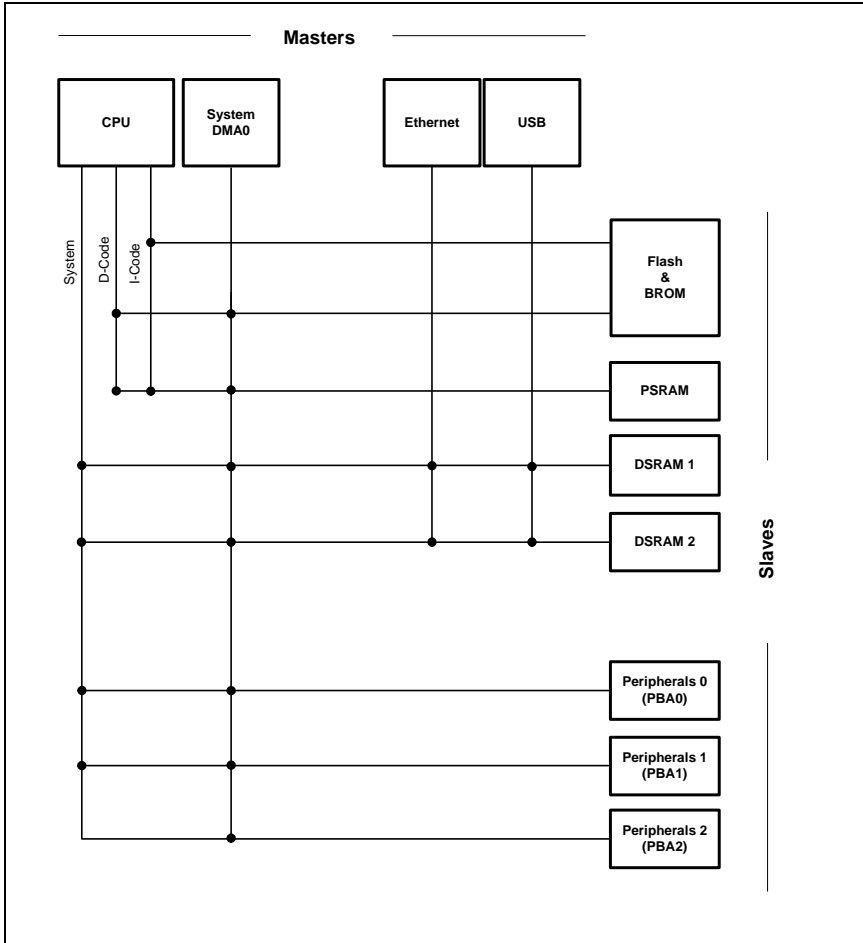 Masters
CPU
System
DMA0
Ethernet
USB
System
D-Code
I-Code
Flash
&
BROM
PSRAM
DSRAM 1
DSRAM 2
Slaves
Peripherals 0
(PBA0)
Peripherals 1
(PBA1)
Peripherals 2
(PBA2)